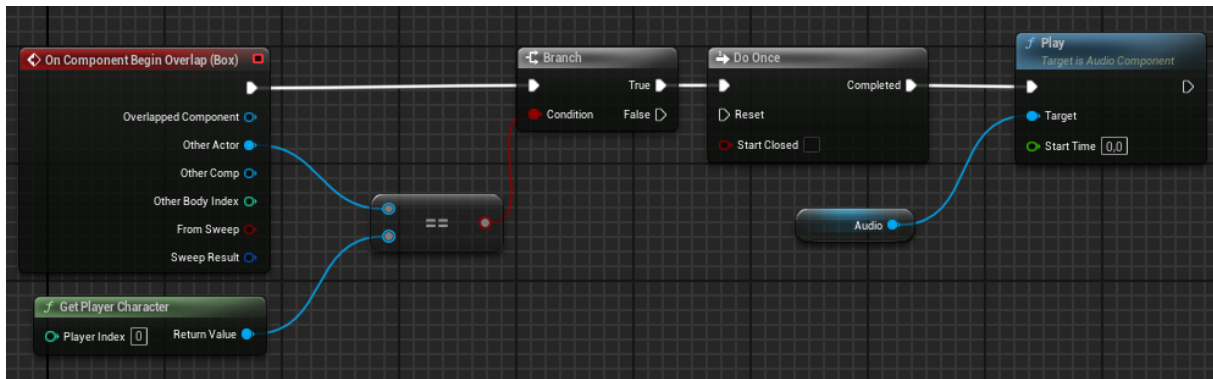 On Component Begin Overlap (Box)
Overlapped Component
Other Actor
Other Comp
Other Body Index
From Sweep
Sweep Result
f Get Player Character
Player Index 0 Return Value
==
Branch
True
Condition False
Do Once
Completed
Reset
Start Closed
Audio
f Play
Target is Audio Component
Target
Start Time 0,0